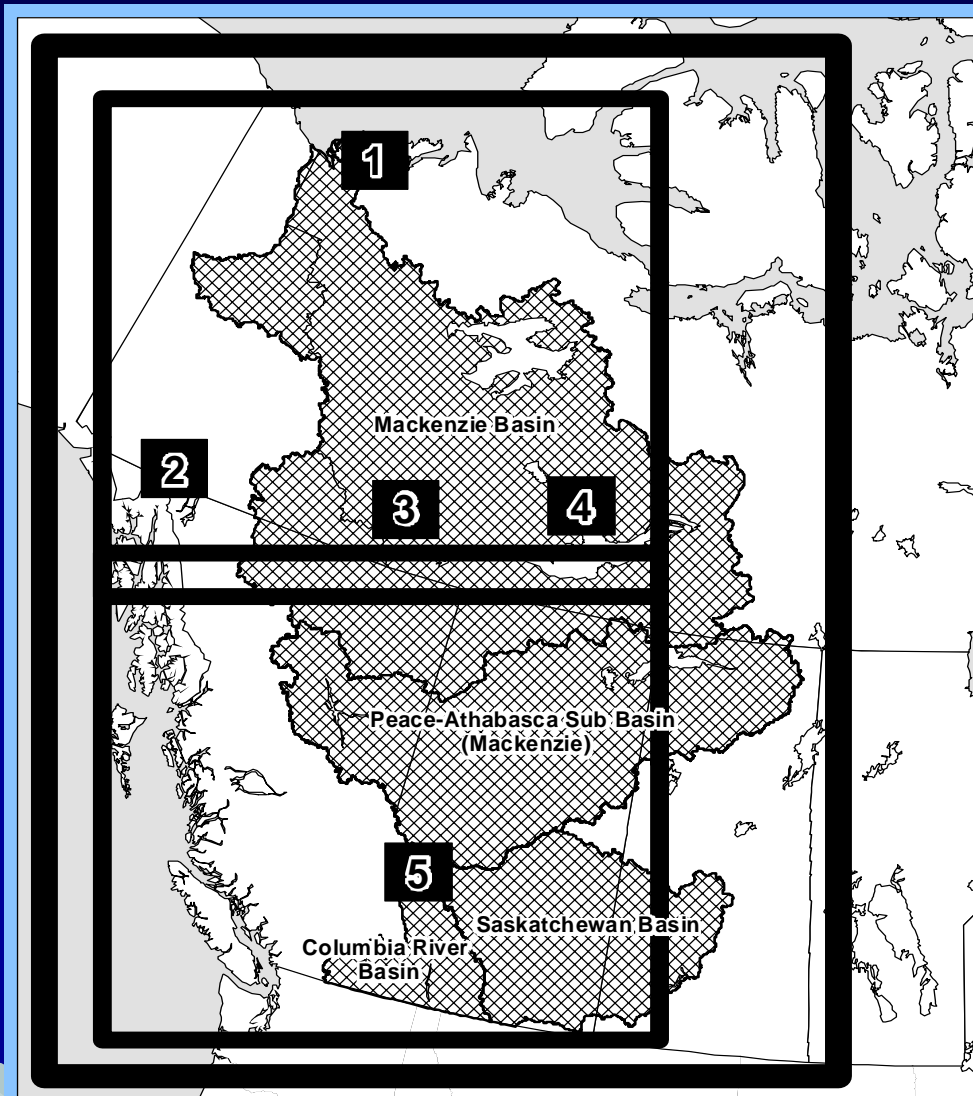 1
Mackenzie Basin
2
3
4
Peace-Athabasca Sub Basin
(Mackenzie)
5
Saskatchewan Basin
Columbia River
Basin